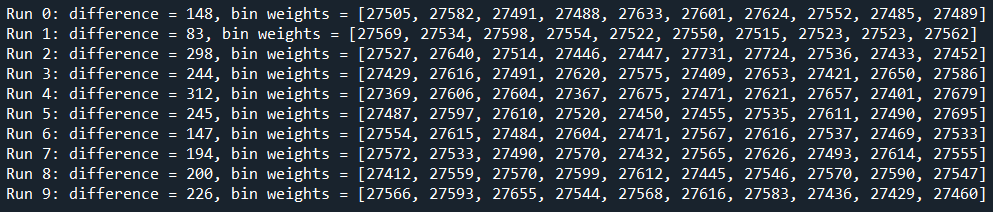 Run 0: difference = 148, bin weights = [27505, 27582, 27491, 27488, 27633, 27601, 27624, 27552, 27485, 27489]
Run 1: difference = 83, bin weights = [27569, 27534, 27598, 27554, 27522, 27550, 27515, 27523, 27523, 27562]
Run 2: difference = 298, bin weights = [27527, 27640, 27514, 27446, 27447, 27731, 27724, 27536, 27433, 27452]
Run 3: difference = 244, bin weights = [27429, 27616, 27491, 27620, 27575, 27409, 27653, 27421, 27650, 27586]
Run 4: difference = 312, bin weights = [27369, 27606, 27604, 27367, 27675, 27471, 27621, 27657, 27401, 27679]
Run 5: difference = 245, bin weights = [27487, 27597, 27610, 27520, 27450, 27455, 27535, 27611, 27490, 27695]
Run 6: difference = 147, bin weights = [27554, 27615, 27484, 27604, 27471, 27567, 27616, 27537, 27469, 27533]
Run 7: difference = 194, bin weights = [27572, 27533, 27490, 27570, 27432, 27565, 27626, 27493, 27614, 27555]
Run 8: difference = 200, bin weights = [27412, 27559, 27570, 27599, 27612, 27445, 27546, 27570, 27590, 27547]
Run 9: difference = 226, bin weights = [27566, 27593, 27655, 27544, 27568, 27616, 27583, 27436, 27429, 27460]